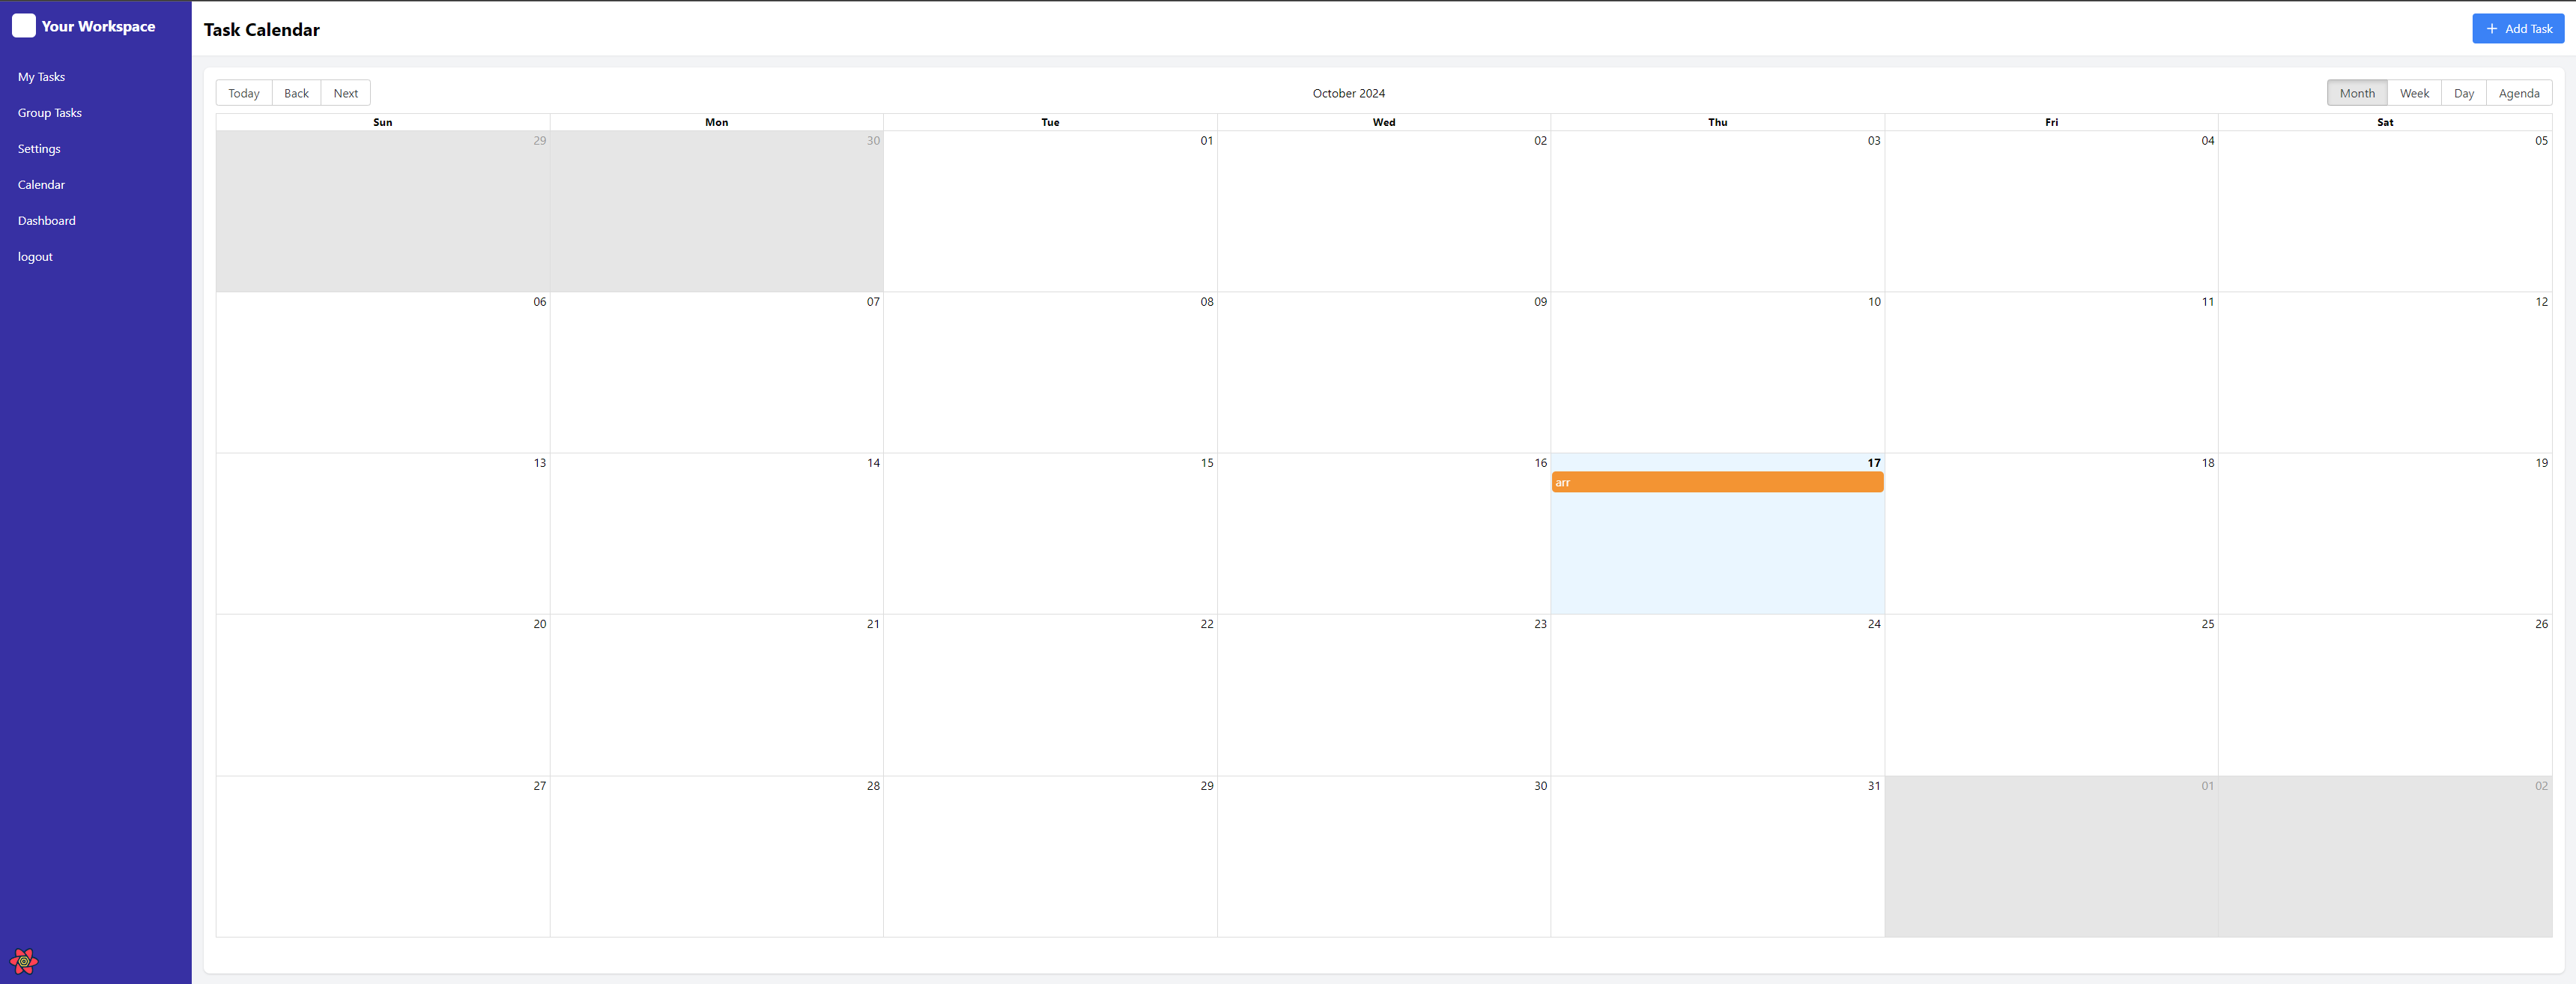 Your Workspace
My Tasks
Group Tasks
Settings
Calendar
Dashboard
logout
Task Calendar
+ Add Task
Today Back Next
October 2024
Month Week Day Agenda
Sun Mon Tue Wed Thu Fri Sat
29 30 01 02 03 04 05
06 07 08 09 10 11 12
13 14 15 16 17 18 19
arr
20 21 22 23 24 25 26
27 28 29 30 31 01 02